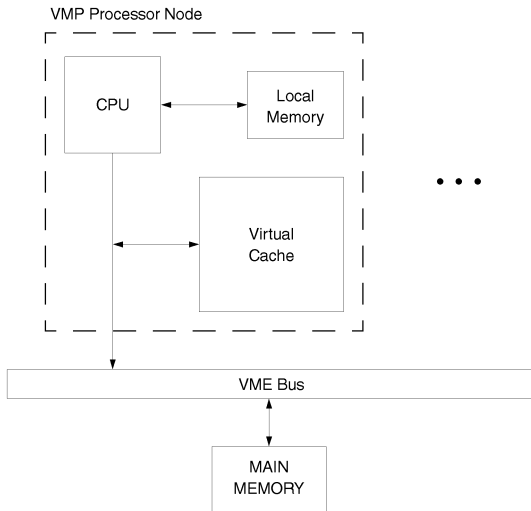 VMP Processor Node
CPU
Local
Memory
Virtual
Cache
VME Bus
MAIN
MEMORY